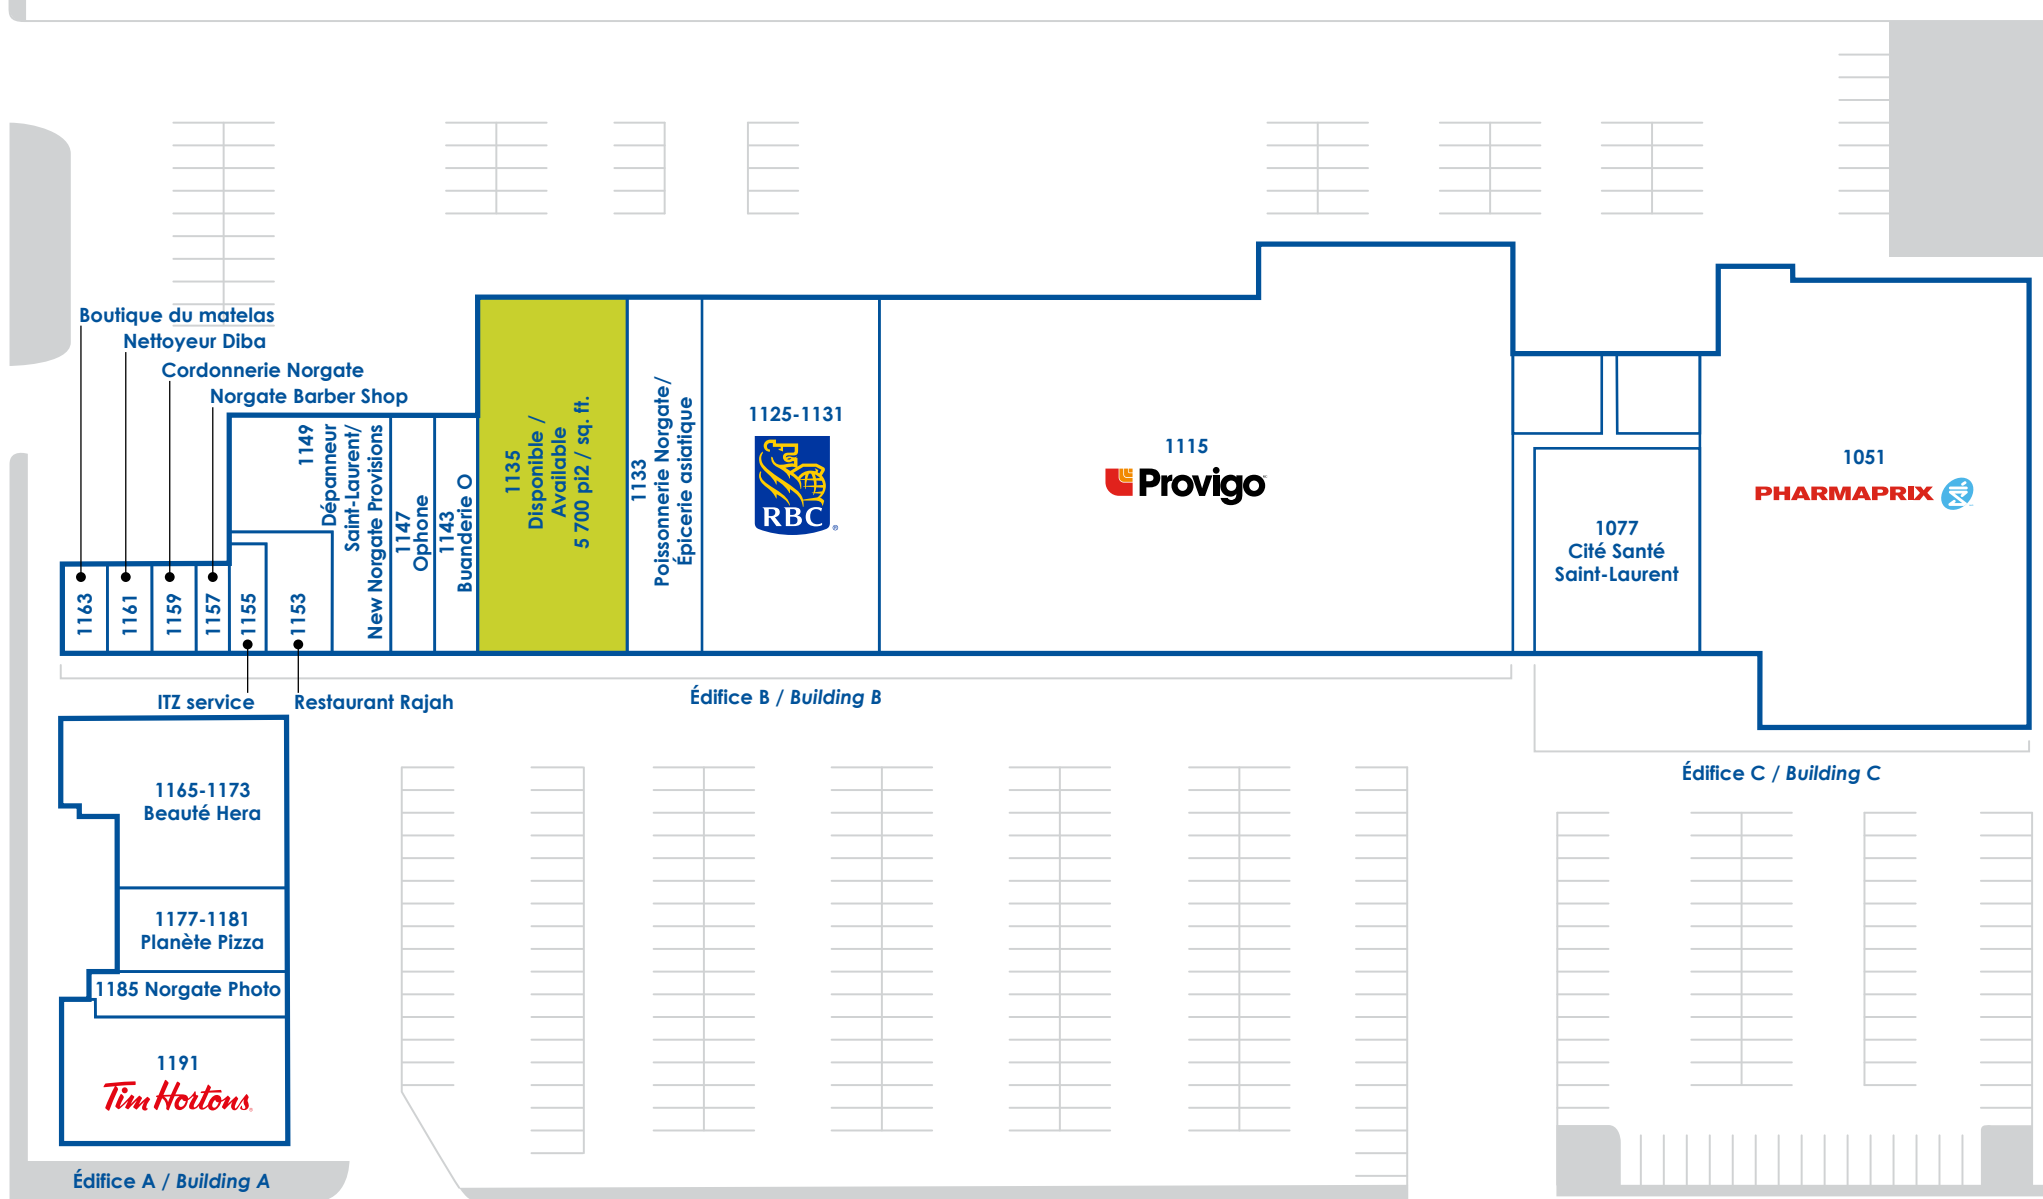 Boutique du matelas
Nettoyeur Diba
Cordonnerie Norgate
Norgate Barber Shop
1163
1161
1159
1157
1155
1153
ITZ service
Restaurant Rajah
1149
Dépanneur
Saint-Laurent/
New Norgate Provisions
1147
Ophone
1143
Buanderie O
1135
Disponible /
Available
5 700 pi2 / sq. ft.
1133
Poissonnerie Norgate/
Épicerie asiatique
1125-1131
RBC
®
1115
Provigo
1077
Cité Santé
Saint-Laurent
1051
PHARMAPRIX
Édifice B / Building B
Édifice C / Building C
1165-1173
Beauté Hera
1177-1181
Planète Pizza
1185 Norgate Photo
1191
Tim Hortons
Édifice A / Building A